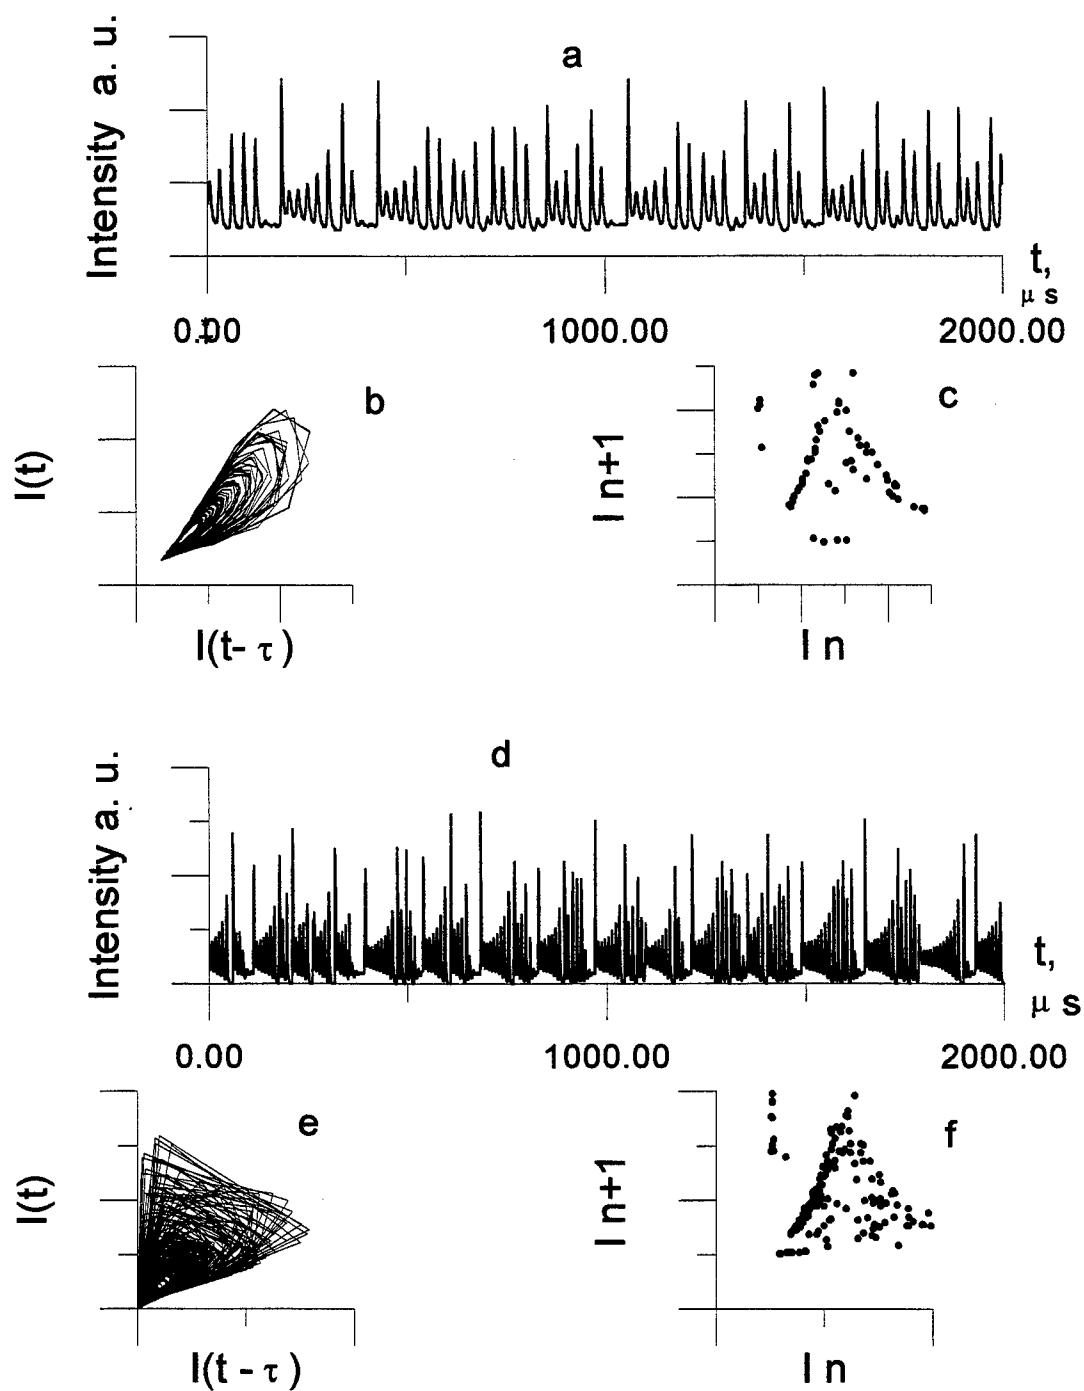 a
Intensity a. u.
t,
μ s
0.00
1000.00
2000.00
b
I(t)
I(t- τ )
c
I n+1
I n
d
Intensity a. u.
t,
μ s
0.00
1000.00
2000.00
e
I(t)
I(t - τ )
f
I n+1
I n